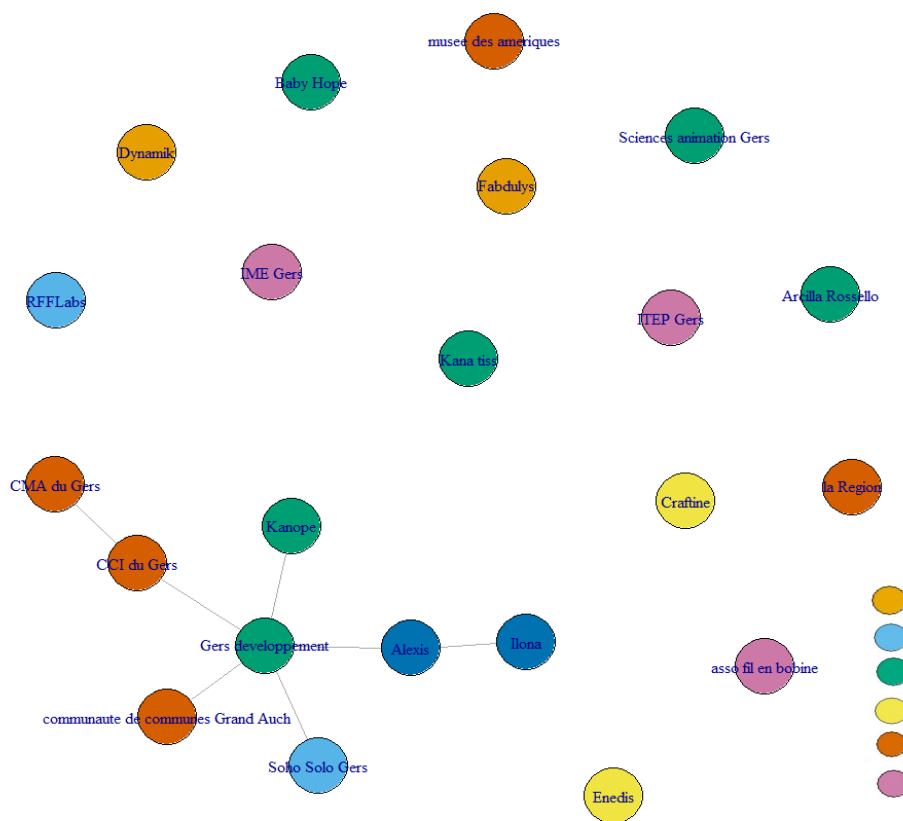 musee des ameriques
Baby Hope
Sciences animation Gers
Dynamik
Fabdulys
IME Gers
RFFLabs
Arcilla Rossello
ITEP Gers
Kana tiss
CMA du Gers
la Region
Craftine
Kanope
CCI du Gers
Gers developpement
Alexis
Ilona
asso fil en bobine
communaute de communes Grand Auch
Soho Solo Gers
Enedis